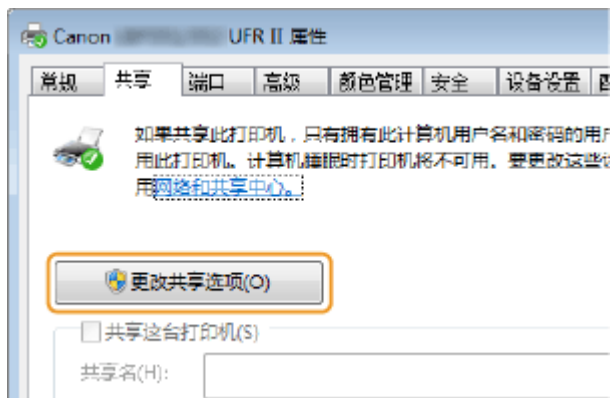 Canon UFR II 属性
常规 共享 端口 高级 颜色管理 安全 设备设置
如果共享此打印机，只有拥有此计算机用户名和密码的用户
用此打印机。计算机睡眠时打印机将不可用。要更改这些
用网络和共享中心。
更改共享选项(O)
共享这台打印机(S)
共享名(H):